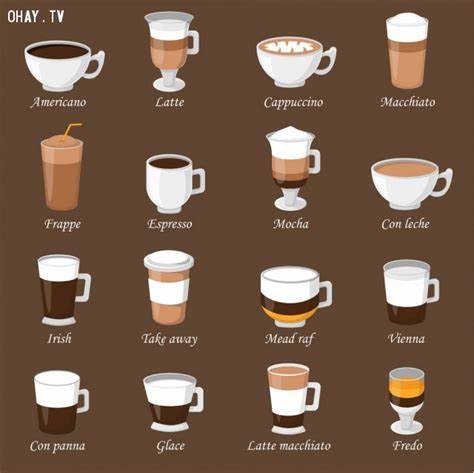 OHAY.TV
Americano
Latte
Cappuccino
Macchiato
Frappe
Espresso
Mocha
Con leche
Irish
Take away
Mead raf
Vienna
Con panna
Glace
Latte macchiato
Fredo